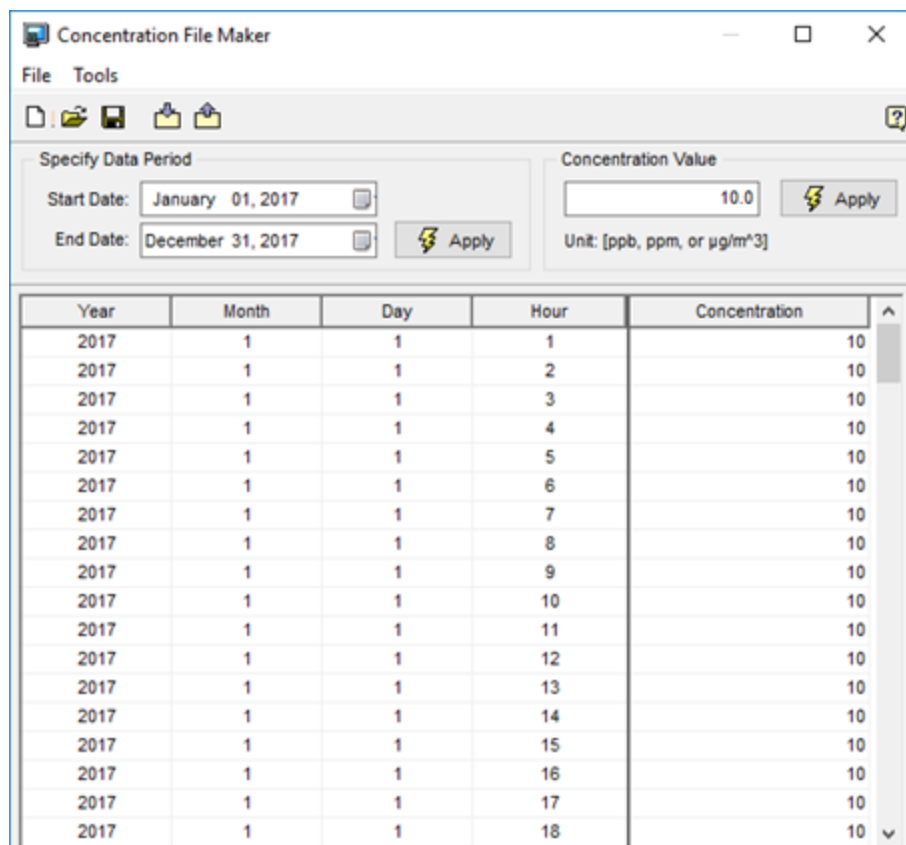 Concentration File Maker
File Tools
Specify Data Period
Concentration Value
Start Date: January 01, 2017
10.0 Apply
End Date: December 31, 2017 Apply
Unit: [ppb, ppm, or µg/m^3]
Year Month Day Hour Concentration
2017 1 1 1 10
2017 1 1 2 10
2017 1 1 3 10
2017 1 1 4 10
2017 1 1 5 10
2017 1 1 6 10
2017 1 1 7 10
2017 1 1 8 10
2017 1 1 9 10
2017 1 1 10 10
2017 1 1 11 10
2017 1 1 12 10
2017 1 1 13 10
2017 1 1 14 10
2017 1 1 15 10
2017 1 1 16 10
2017 1 1 17 10
2017 1 1 18 10